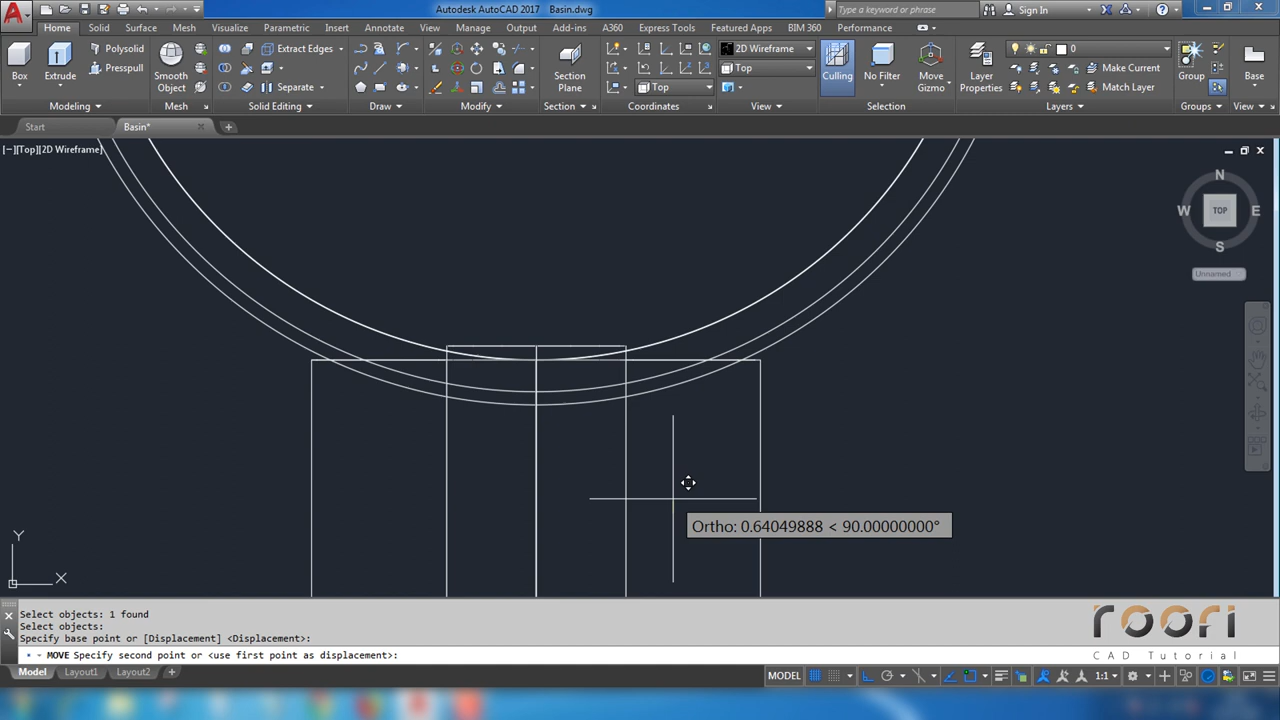 Autodesk AutoCAD 2017 Basin.dwg
Type a keyword or phrase
Sign In
Home Solid Surface Mesh Visualize Parametric Insert Annotate View Manage Output Add-ins A360 Express Tools Featured Apps BIM 360 Performance
Box
Extrude
Polysolid
Presspull
Smooth
Object
Extract Edges
Separate
Section
Plane
2D Wireframe
Top
Top
Culling
No Filter
Move
Gizmo
Layer
Properties
0
Make Current
Match Layer
Group
Base
Modeling
Mesh
Solid Editing
Draw
Modify
Section
Coordinates
View
Selection
Layers
Groups
View
Start
Basin*
[−][Top][2D Wireframe]
N
W TOP E
S
Unnamed
Ortho: 0.64049888 < 90.00000000°
Y
X
Select objects: 1 found
Select objects:
Specify base point or [Displacement] <Displacement>:
MOVE Specify second point or <use first point as displacement>:
roori
CAD Tutorial
Model Layout1 Layout2
MODEL
1:1